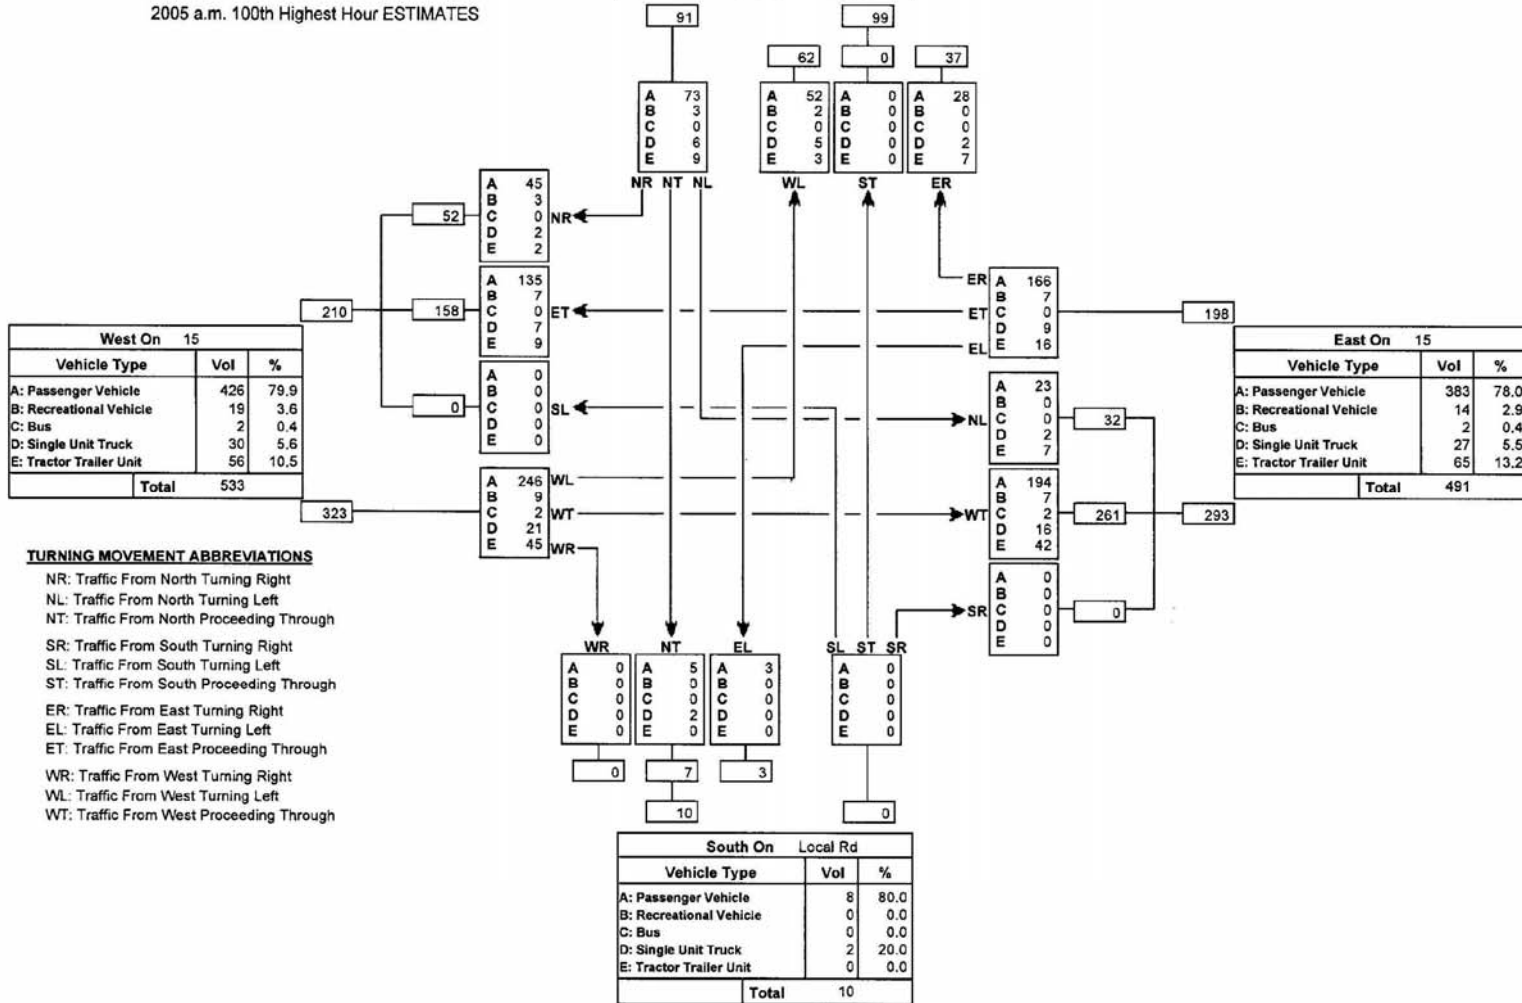 2005 a.m. 100th Highest Hour ESTIMATES
91
99
62
0
37
A 73
B 3
C 0
D 6
E 9
A 52
B 2
C 0
D 5
E 3
A 0
B 0
C 0
D 0
E 0
A 28
B 0
C 0
D 2
E 7
NR NT NL
WL
ST
ER
52
A 45
B 3
C 0
D 2
E 2
NR
210
158
A 135
B 7
C 0
D 7
E 9
ET
0
A 0
B 0
C 0
D 0
E 0
SL
323
A 246
B 9
C 2
D 21
E 45
WL
WT
WR
ER
ET
EL
A 166
B 7
C 0
D 9
E 16
198
NL
A 23
B 0
C 0
D 2
E 7
32
WT
A 194
B 7
C 2
D 16
E 42
261
293
SR
A 0
B 0
C 0
D 0
E 0
0
West On 15
Vehicle Type Vol %
A: Passenger Vehicle 426 79.9
B: Recreational Vehicle 19 3.6
C: Bus 2 0.4
D: Single Unit Truck 30 5.6
E: Tractor Trailer Unit 56 10.5
Total 533
East On 15
Vehicle Type Vol %
A: Passenger Vehicle 383 78.0
B: Recreational Vehicle 14 2.9
C: Bus 2 0.4
D: Single Unit Truck 27 5.5
E: Tractor Trailer Unit 65 13.2
Total 491
TURNING MOVEMENT ABBREVIATIONS
NR: Traffic From North Turning Right
NL: Traffic From North Turning Left
NT: Traffic From North Proceeding Through
SR: Traffic From South Turning Right
SL: Traffic From South Turning Left
ST: Traffic From South Proceeding Through
ER: Traffic From East Turning Right
EL: Traffic From East Turning Left
ET: Traffic From East Proceeding Through
WR: Traffic From West Turning Right
WL: Traffic From West Turning Left
WT: Traffic From West Proceeding Through
WR
NT
EL
SL ST SR
A 0
B 0
C 0
D 0
E 0
A 5
B 0
C 0
D 2
E 0
A 3
B 0
C 0
D 0
E 0
A 0
B 0
C 0
D 0
E 0
0
7
3
10
0
South On Local Rd
Vehicle Type Vol %
A: Passenger Vehicle 8 80.0
B: Recreational Vehicle 0 0.0
C: Bus 0 0.0
D: Single Unit Truck 2 20.0
E: Tractor Trailer Unit 0 0.0
Total 10